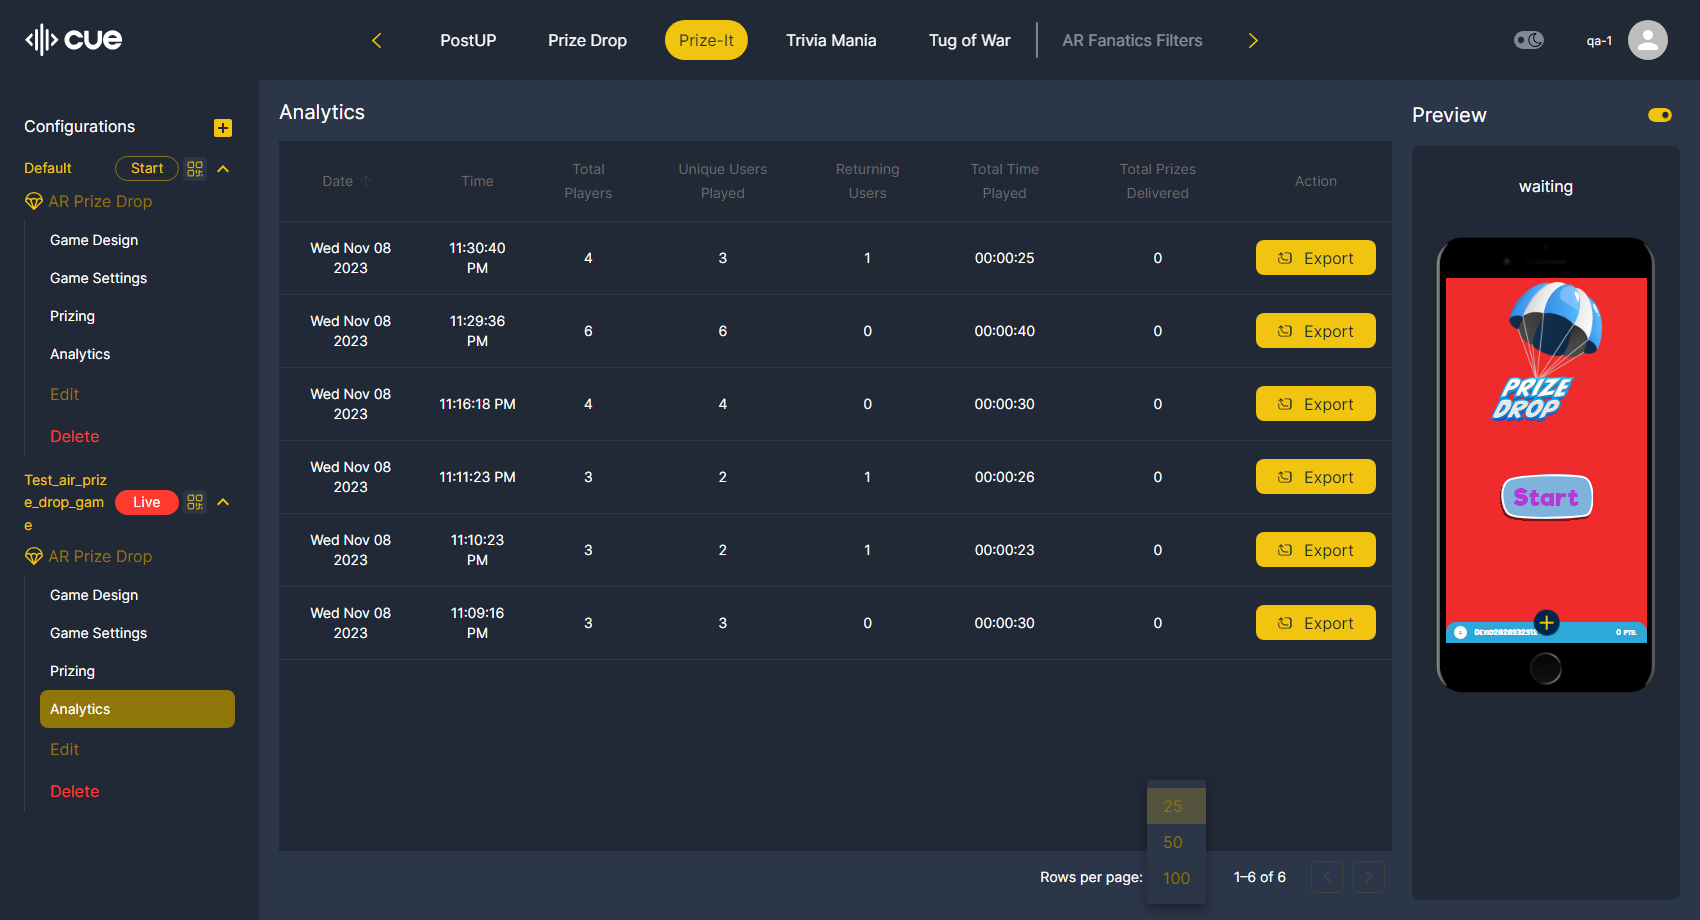 cue
PostUP
Prize Drop
Prize-It
Trivia Mania
Tug of War
AR Fanatics Filters
qa-1
Configurations
Default
Start
AR Prize Drop
Game Design
Game Settings
Prizing
Analytics
Edit
Delete
Test_air_priz
e_drop_gam
e
Live
AR Prize Drop
Game Design
Game Settings
Prizing
Analytics
Edit
Delete
Analytics
Date
Time
Total
Players
Unique Users
Played
Returning
Users
Total Time
Played
Total Prizes
Delivered
Action
Wed Nov 08
2023
11:30:40
PM
4
3
1
00:00:25
0
Export
Wed Nov 08
2023
11:29:36
PM
6
6
0
00:00:40
0
Export
Wed Nov 08
2023
11:16:18 PM
4
4
0
00:00:30
0
Export
Wed Nov 08
2023
11:11:23 PM
3
2
1
00:00:26
0
Export
Wed Nov 08
2023
11:10:23
PM
3
2
1
00:00:23
0
Export
Wed Nov 08
2023
11:09:16
PM
3
3
0
00:00:30
0
Export
Rows per page:
25
50
100
1–6 of 6
Preview
waiting
PRIZE
DROP
Start
0 PTS.